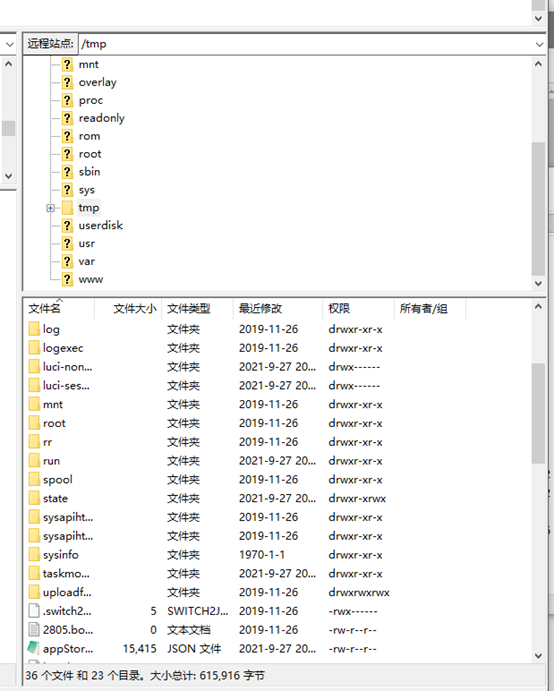 远程站点: /tmp
mnt
overlay
proc
readonly
rom
root
sbin
sys
tmp
userdisk
usr
var
www
文件名 文件大小 文件类型 最近修改 权限 所有者/组
log 文件夹 2019-11-26 drwxr-xr-x
logexec 文件夹 2019-11-26 drwxr-xr-x
luci-non... 文件夹 2021-9-27 20... drwx------
luci-ses... 文件夹 2021-9-27 20... drwx------
mnt 文件夹 2019-11-26 drwxr-xr-x
root 文件夹 2019-11-26 drwxr-xr-x
rr 文件夹 2019-11-26 drwxr-xr-x
run 文件夹 2021-9-27 20... drwxr-xr-x
spool 文件夹 2019-11-26 drwxr-xr-x
state 文件夹 2021-9-27 20... drwxr-xrwx
sysapiht... 文件夹 2019-11-26 drwxr-xr-x
sysapiht... 文件夹 2019-11-26 drwxr-xr-x
sysinfo 文件夹 1970-1-1 drwxr-xr-x
taskmo... 文件夹 2021-9-27 20... drwxr-xr-x
uploadf... 文件夹 2019-11-26 drwxrwxrwx
.switch2... 5 SWITCH2J... 2019-11-26 -rwx------
2805.bo... 0 文本文档 2019-11-26 -rw-r--r--
appStor... 15,415 JSON 文件 2021-9-27 20... -rw-r--r--
36 个文件 和 23 个目录。大小总计: 615,916 字节